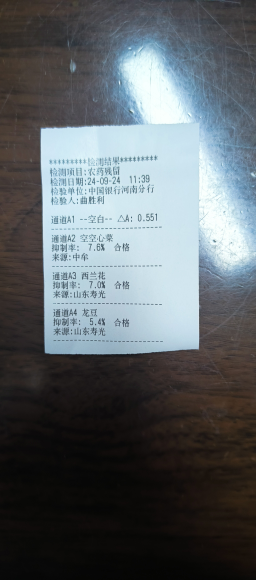 *********检测结果*********
检测项目:农药残留
检测日期:24-09-24 11:39
检验单位:中国银行河南分行
检验人:曲胜利
通道A1 --空白-- △A: 0.551
------------------------
通道A2 空空心菜
抑制率: 7.6% 合格
来源:中牟
------------------------
通道A3 西兰花
抑制率: 7.0% 合格
来源:山东寿光
------------------------
通道A4 龙豆
抑制率: 5.4% 合格
来源:山东寿光
------------------------